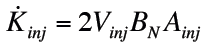 K̇_inj = 2V_inj B_N A_inj